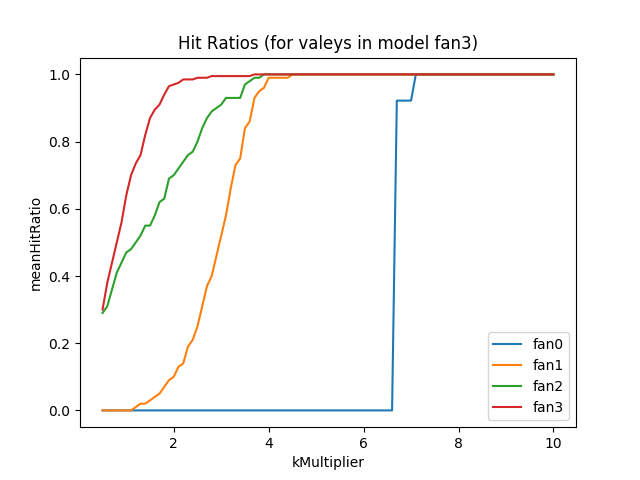 Hit Ratios (for valeys in model fan3)
meanHitRatio
1.0
0.8
0.6
0.4
0.2
0.0
2
4
6
8
10
kMultiplier
fan0
fan1
fan2
fan3